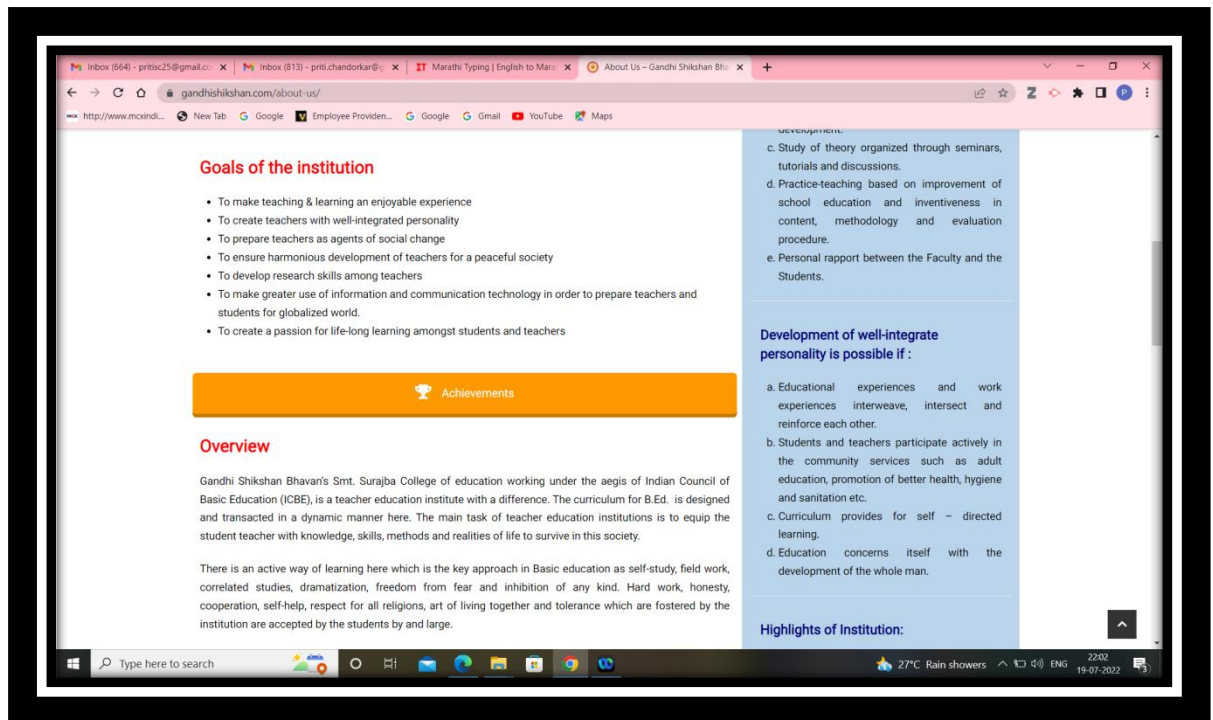 Inbox (664) - pritisc25@gmail.co
Inbox (813) - priti.chandorkar@g
IT Marathi Typing | English to Mara
About Us – Gandhi Shikshan Bha
gandhishikshan.com/about-us/
http://www.mcxindi...
New Tab
Google
Employee Providen...
Google
Gmail
YouTube
Maps
Goals of the institution
• To make teaching & learning an enjoyable experience
• To create teachers with well-integrated personality
• To prepare teachers as agents of social change
• To ensure harmonious development of teachers for a peaceful society
• To develop research skills among teachers
• To make greater use of information and communication technology in order to prepare teachers and
students for globalized world.
• To create a passion for life-long learning amongst students and teachers
Achievements
Overview
Gandhi Shikshan Bhavan's Smt. Surajba College of education working under the aegis of Indian Council of
Basic Education (ICBE), is a teacher education institute with a difference. The curriculum for B.Ed. is designed
and transacted in a dynamic manner here. The main task of teacher education institutions is to equip the
student teacher with knowledge, skills, methods and realities of life to survive in this society.
There is an active way of learning here which is the key approach in Basic education as self-study, field work,
correlated studies, dramatization, freedom from fear and inhibition of any kind. Hard work, honesty,
cooperation, self-help, respect for all religions, art of living together and tolerance which are fostered by the
institution are accepted by the students by and large.
development.
c. Study of theory organized through seminars,
tutorials and discussions.
d. Practice-teaching based on improvement of
school education and inventiveness in
content, methodology and evaluation
procedure.
e. Personal rapport between the Faculty and the
Students.
Development of well-integrate
personality is possible if :
a. Educational experiences and work
experiences interweave, intersect and
reinforce each other.
b. Students and teachers participate actively in
the community services such as adult
education, promotion of better health, hygiene
and sanitation etc.
c. Curriculum provides for self – directed
learning.
d. Education concerns itself with the
development of the whole man.
Highlights of Institution:
Type here to search
27°C Rain showers
ENG
22:02
19-07-2022